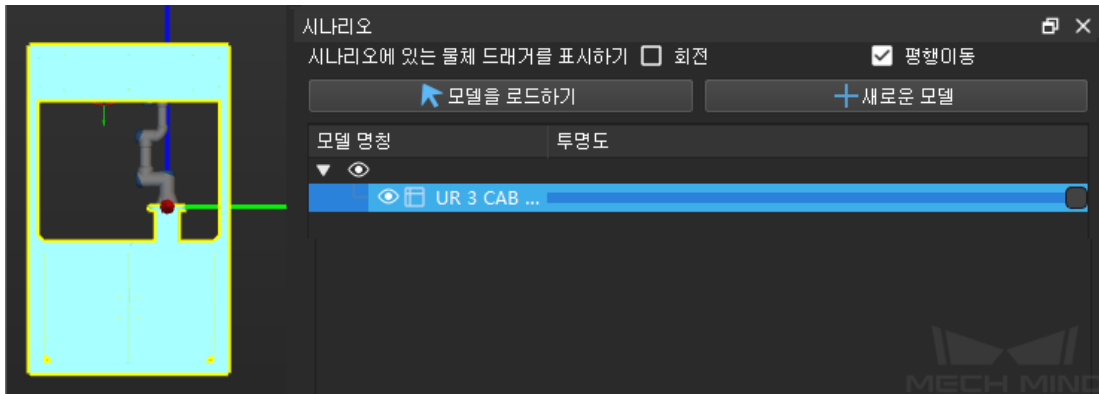 시나리오
시나리오에 있는 물체 드래거를 표시하기 회전 평행이동
모델을 로드하기 새로운 모델
모델 명칭 투명도
UR 3 CAB ...
MECH MIND